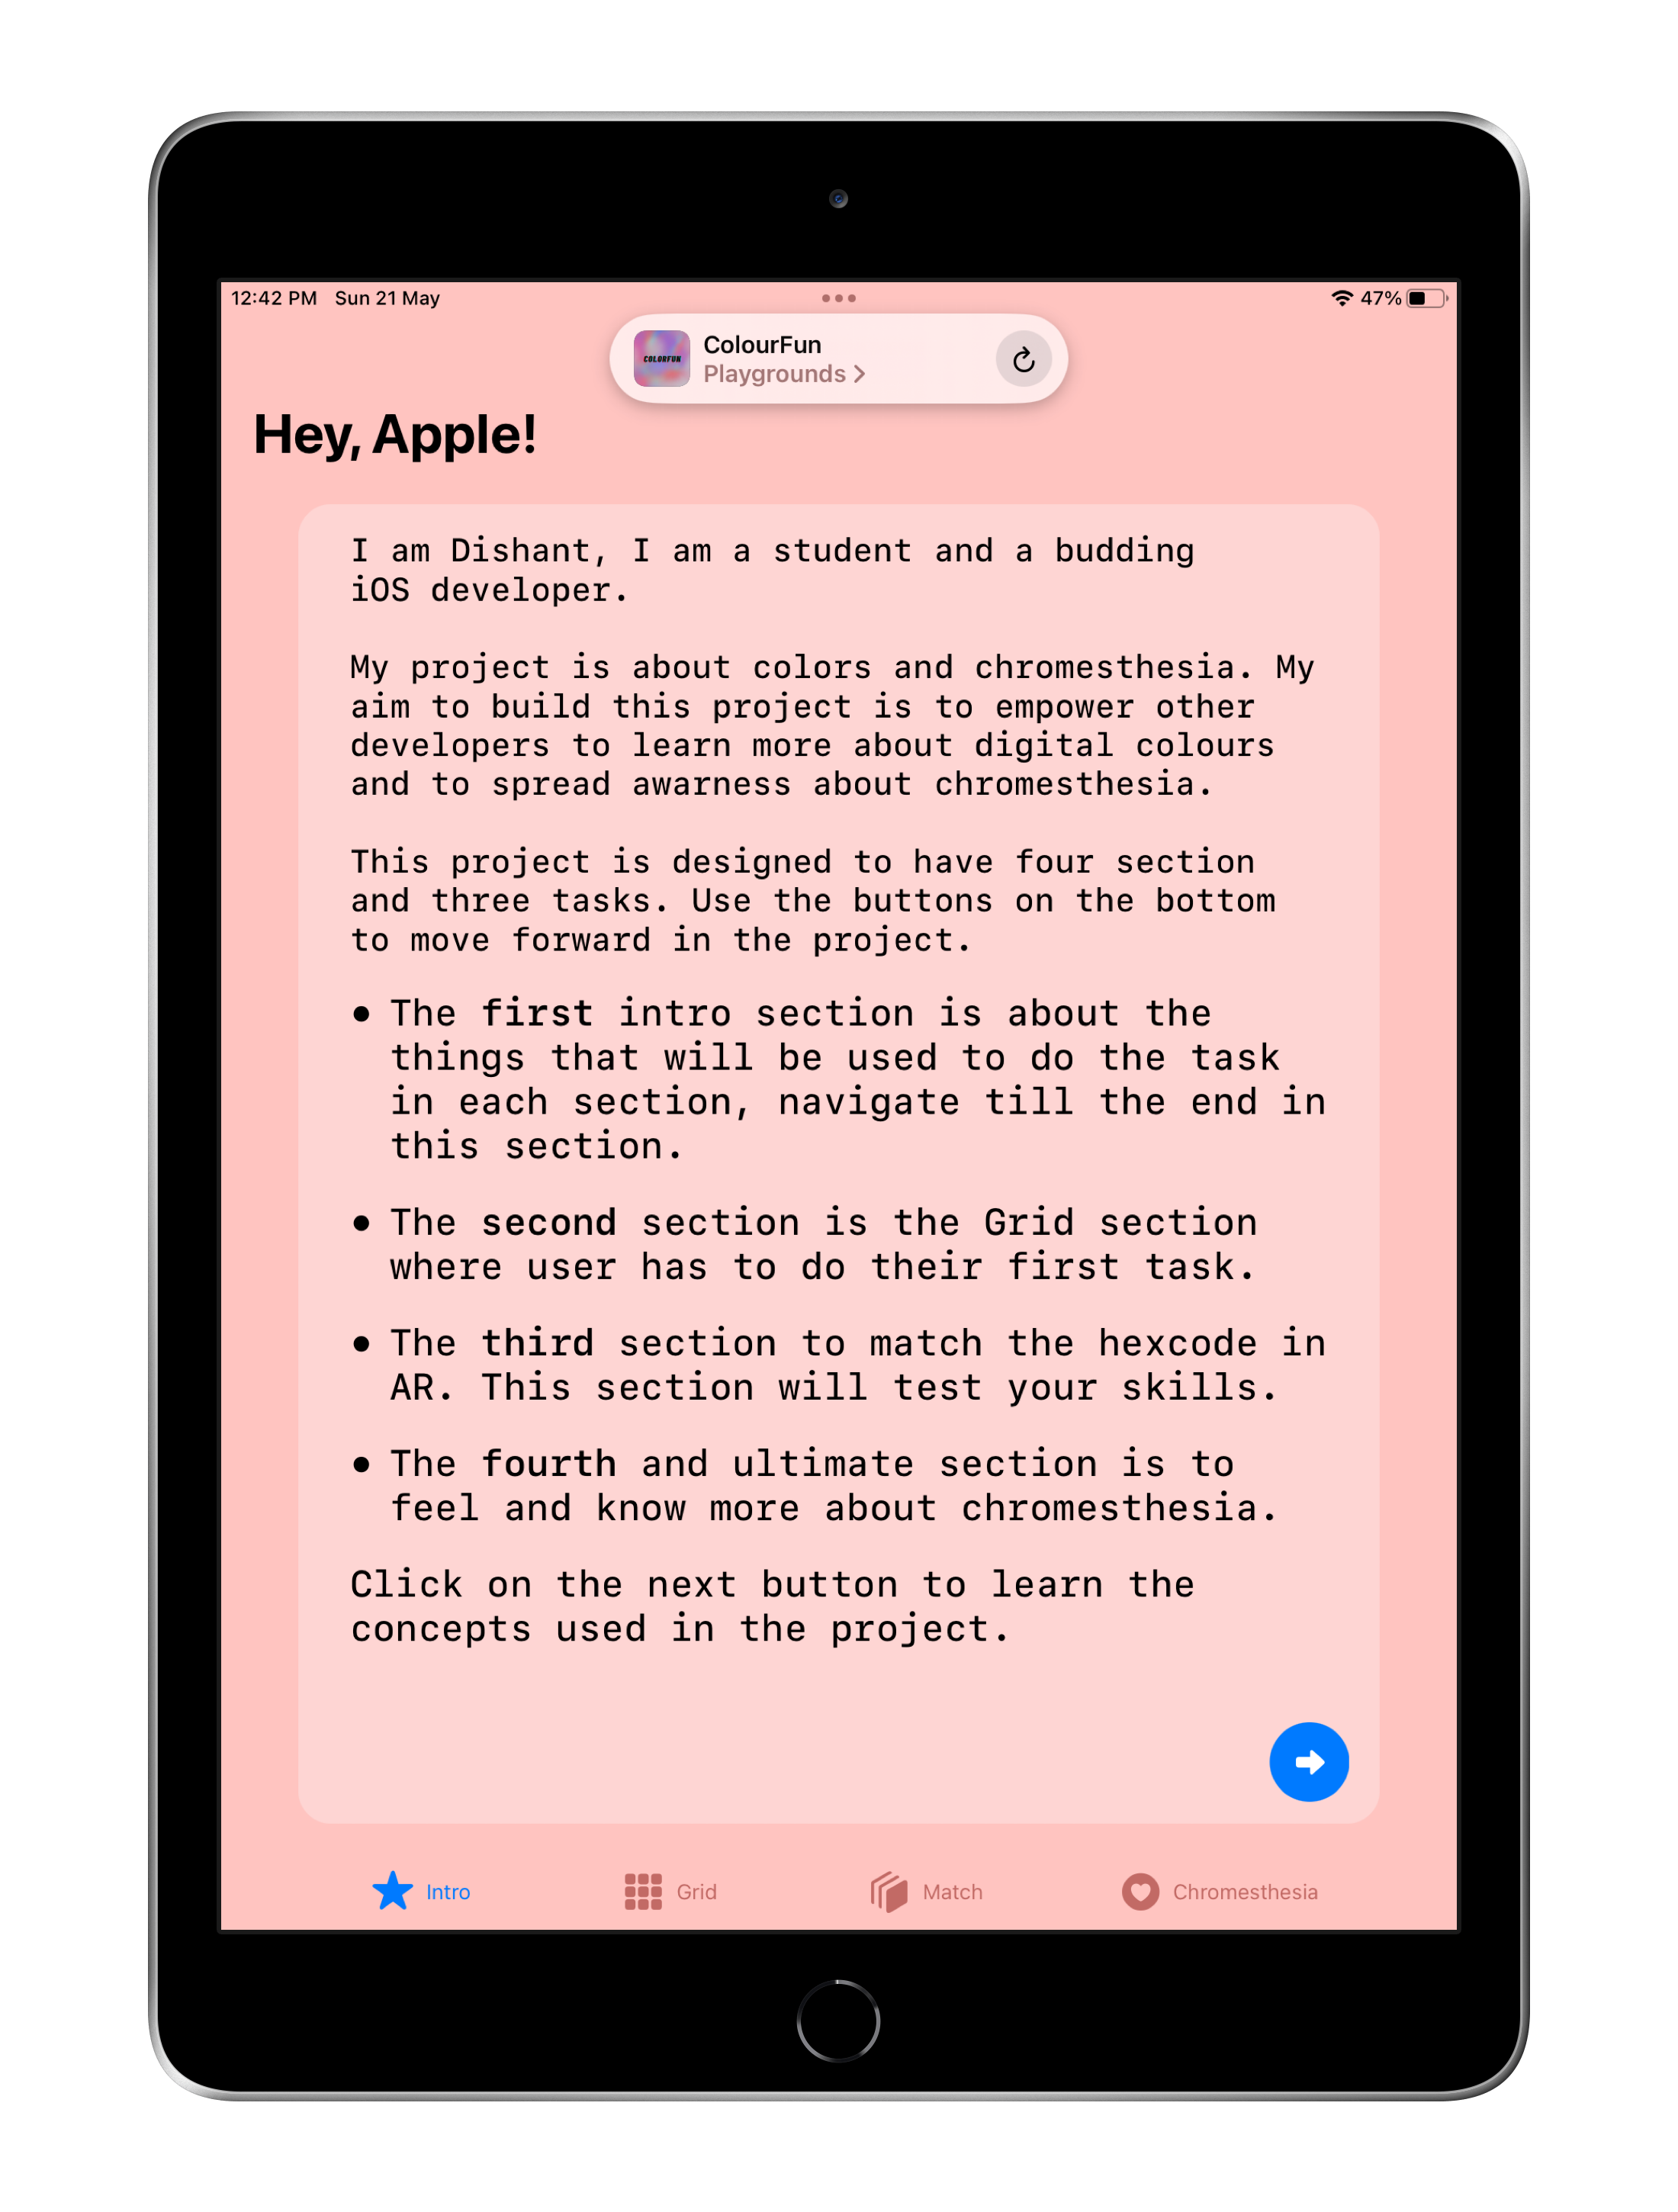 12:42 PM Sun 21 May
47%
COLORFUN
ColourFun
Playgrounds >
Hey, Apple!
I am Dishant, I am a student and a budding
iOS developer.
My project is about colors and chromesthesia. My
aim to build this project is to empower other
developers to learn more about digital colours
and to spread awarness about chromesthesia.
This project is designed to have four section
and three tasks. Use the buttons on the bottom
to move forward in the project.
• The first intro section is about the
things that will be used to do the task
in each section, navigate till the end in
this section.
• The second section is the Grid section
where user has to do their first task.
• The third section to match the hexcode in
AR. This section will test your skills.
• The fourth and ultimate section is to
feel and know more about chromesthesia.
Click on the next button to learn the
concepts used in the project.
Intro
Grid
Match
Chromesthesia